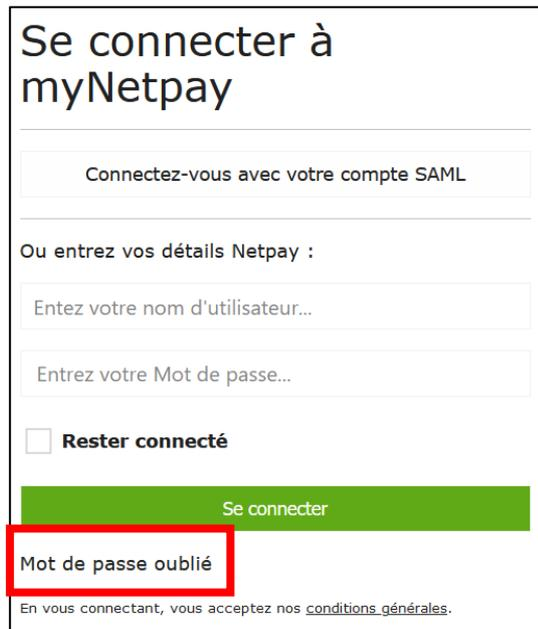 Se connecter à
myNetpay
Connectez-vous avec votre compte SAML
Ou entrez vos détails Netpay :
Entez votre nom d'utilisateur...
Entrez votre Mot de passe...
Rester connecté
Se connecter
Mot de passe oublié
En vous connectant, vous acceptez nos conditions générales.